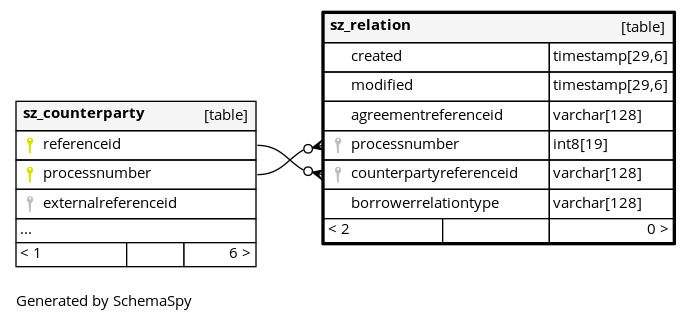 sz_relation [table]
created timestamp[29,6]
modified timestamp[29,6]
agreementreferenceid varchar[128]
processnumber int8[19]
counterpartyreferenceid varchar[128]
borrowerrelationtype varchar[128]
< 2 0 >
sz_counterparty [table]
referenceid
processnumber
externalreferenceid
...
< 1 6 >
Generated by SchemaSpy